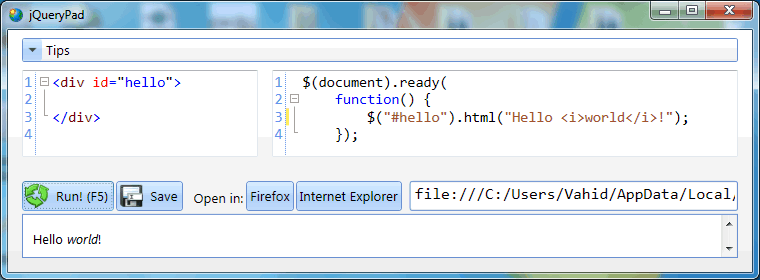 jQueryPad
Tips
1 <div id="hello">
2
3 </div>
4
1 $(document).ready(
2 function() {
3 $("#hello").html("Hello <i>world</i>!");
4 });
Run! (F5) Save Open in: Firefox Internet Explorer file:///C:/Users/Vahid/AppData/Local/
Hello world!